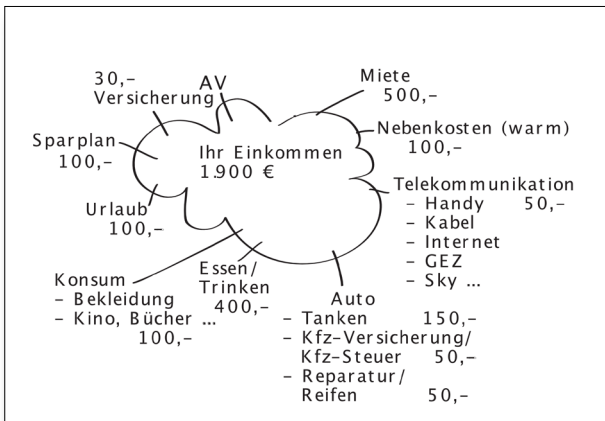 30,-
Versicherung
AV
Miete
500,-
Sparplan
100,-
Ihr Einkommen
1.900 €
Nebenkosten (warm)
100,-
Urlaub
100,-
Telekommunikation
- Handy 50,-
- Kabel
- Internet
- GEZ
- Sky ...
Konsum
- Bekleidung
- Kino, Bücher ...
100,-
Essen/
Trinken
400,-
Auto
- Tanken 150,-
- Kfz-Versicherung/
Kfz-Steuer 50,-
- Reparatur/
Reifen 50,-